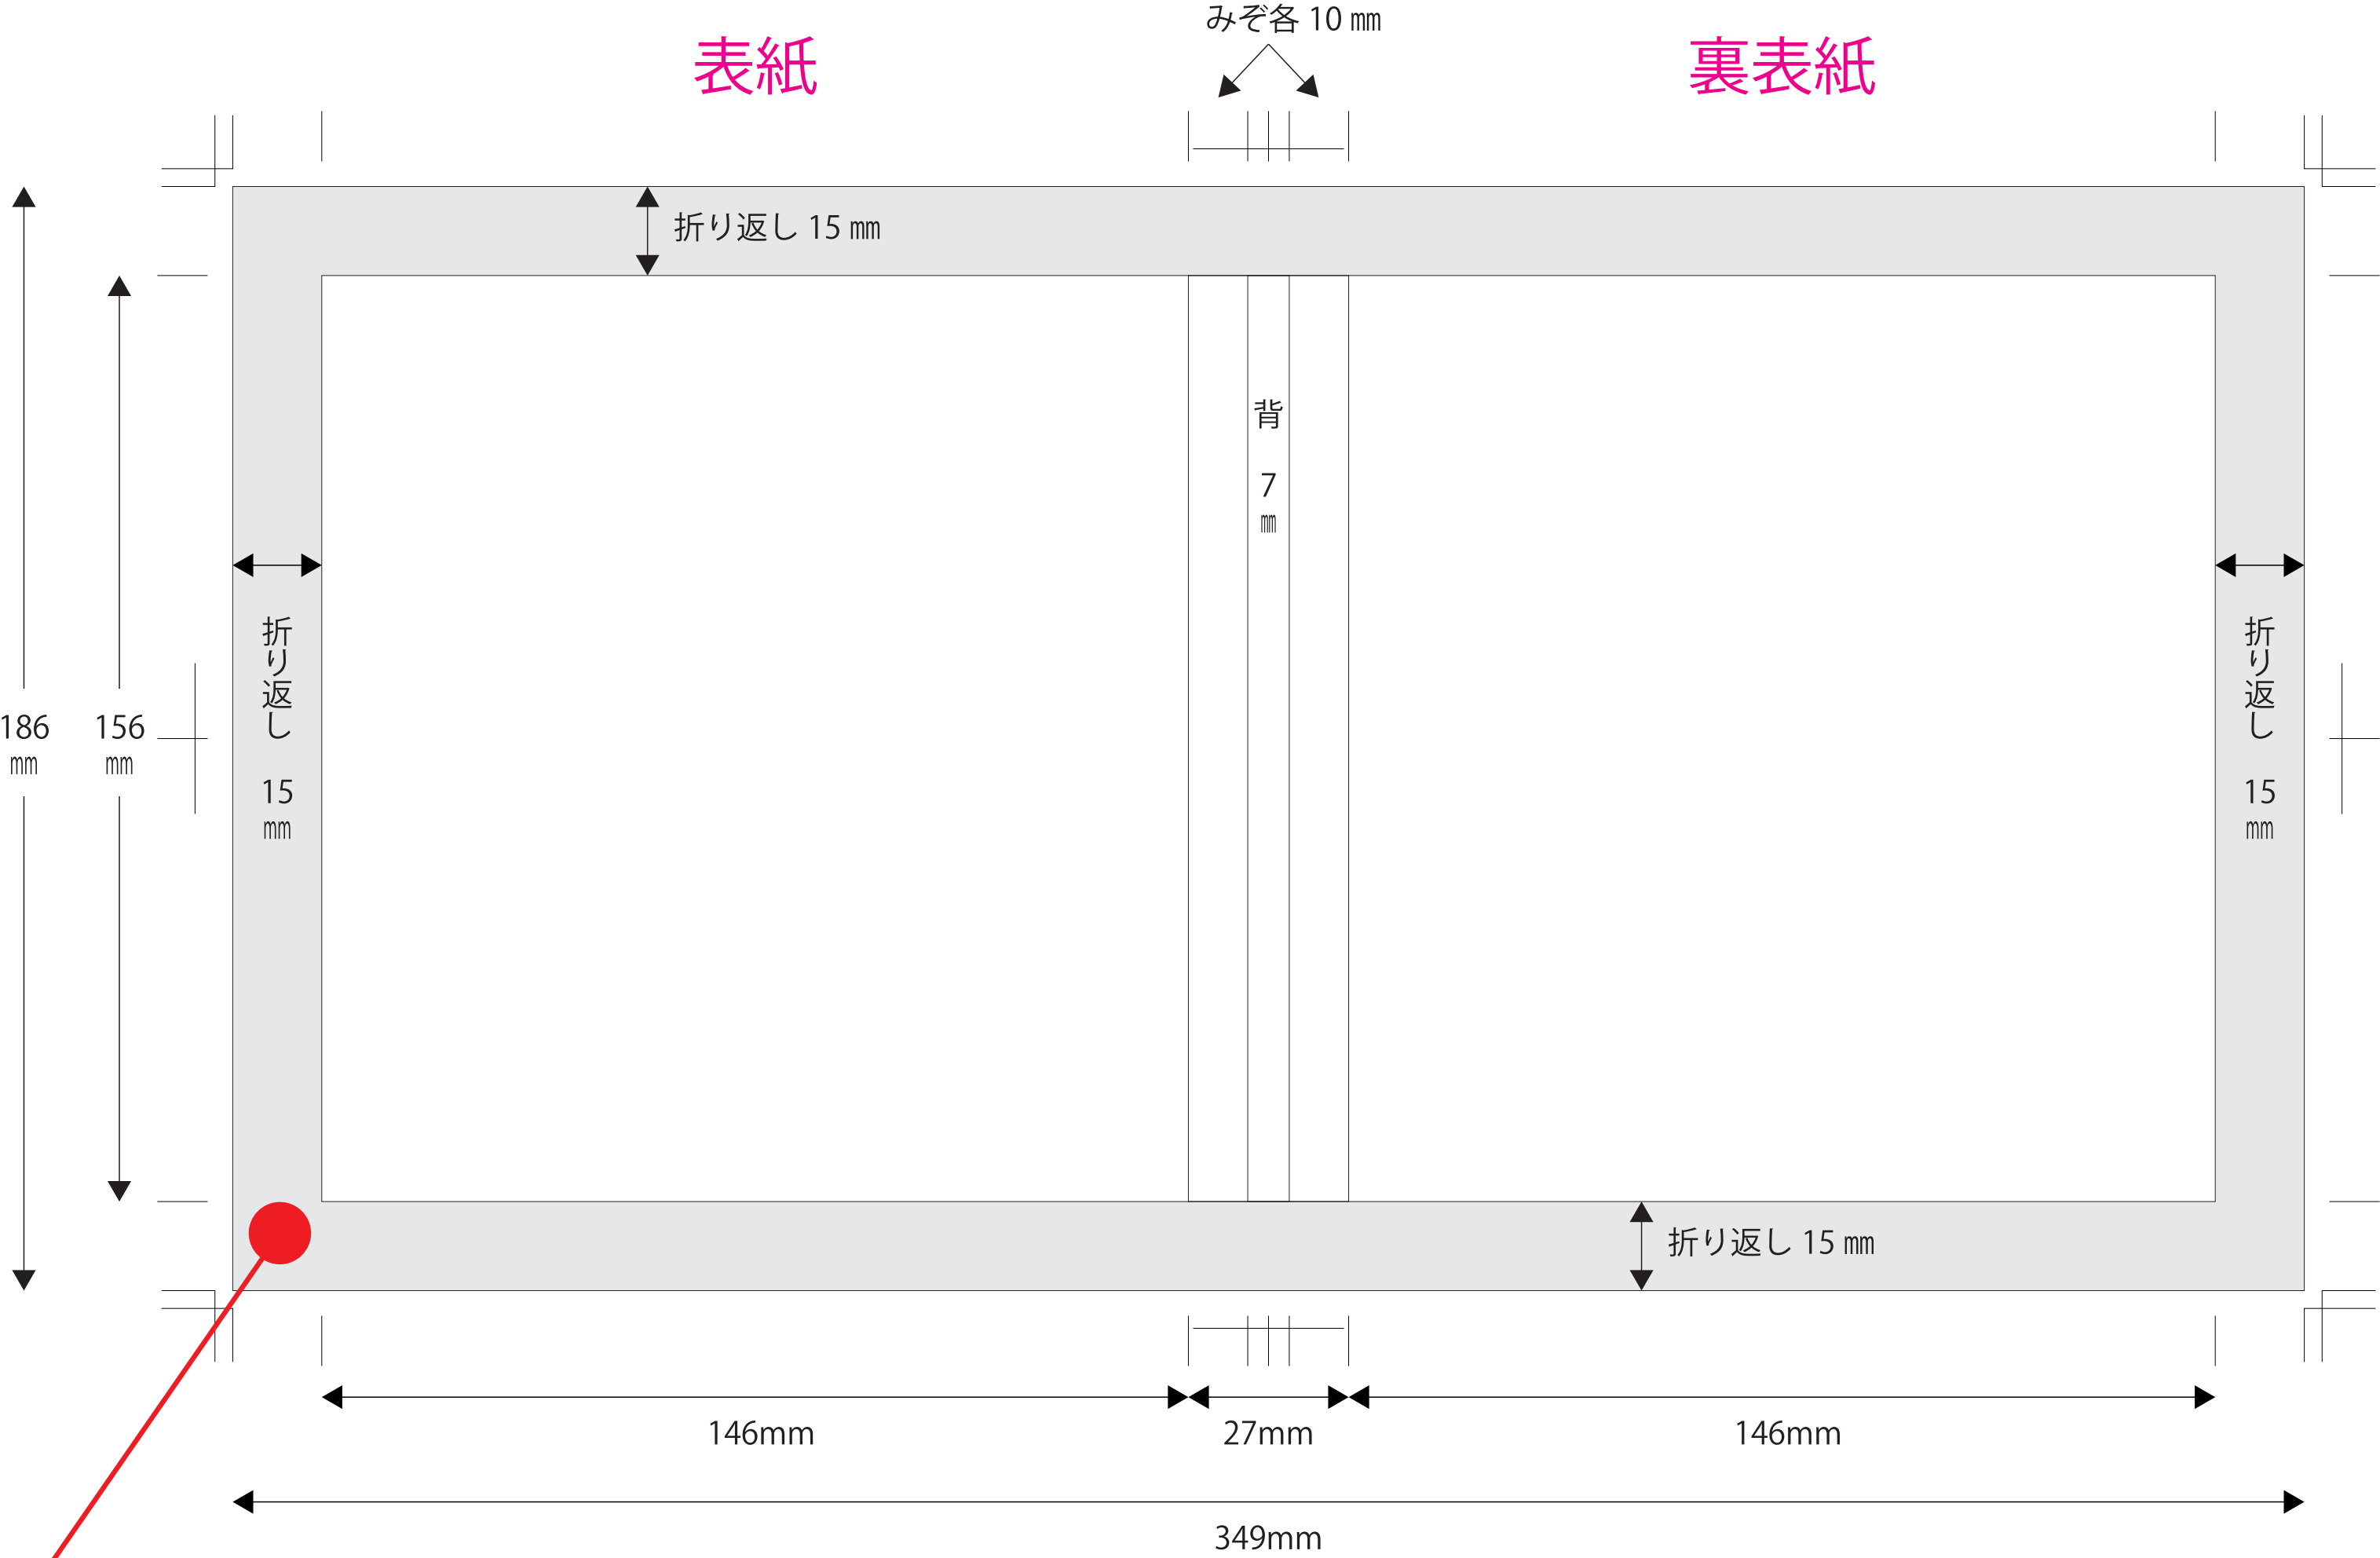 みぞ各 10 ㎜
表紙
裏表紙
折り返し 15 ㎜
背 7 ㎜
折り返し 15 ㎜
折り返し 15 ㎜
186 ㎜
156 ㎜
折り返し 15 ㎜
146mm
27mm
146mm
349mm